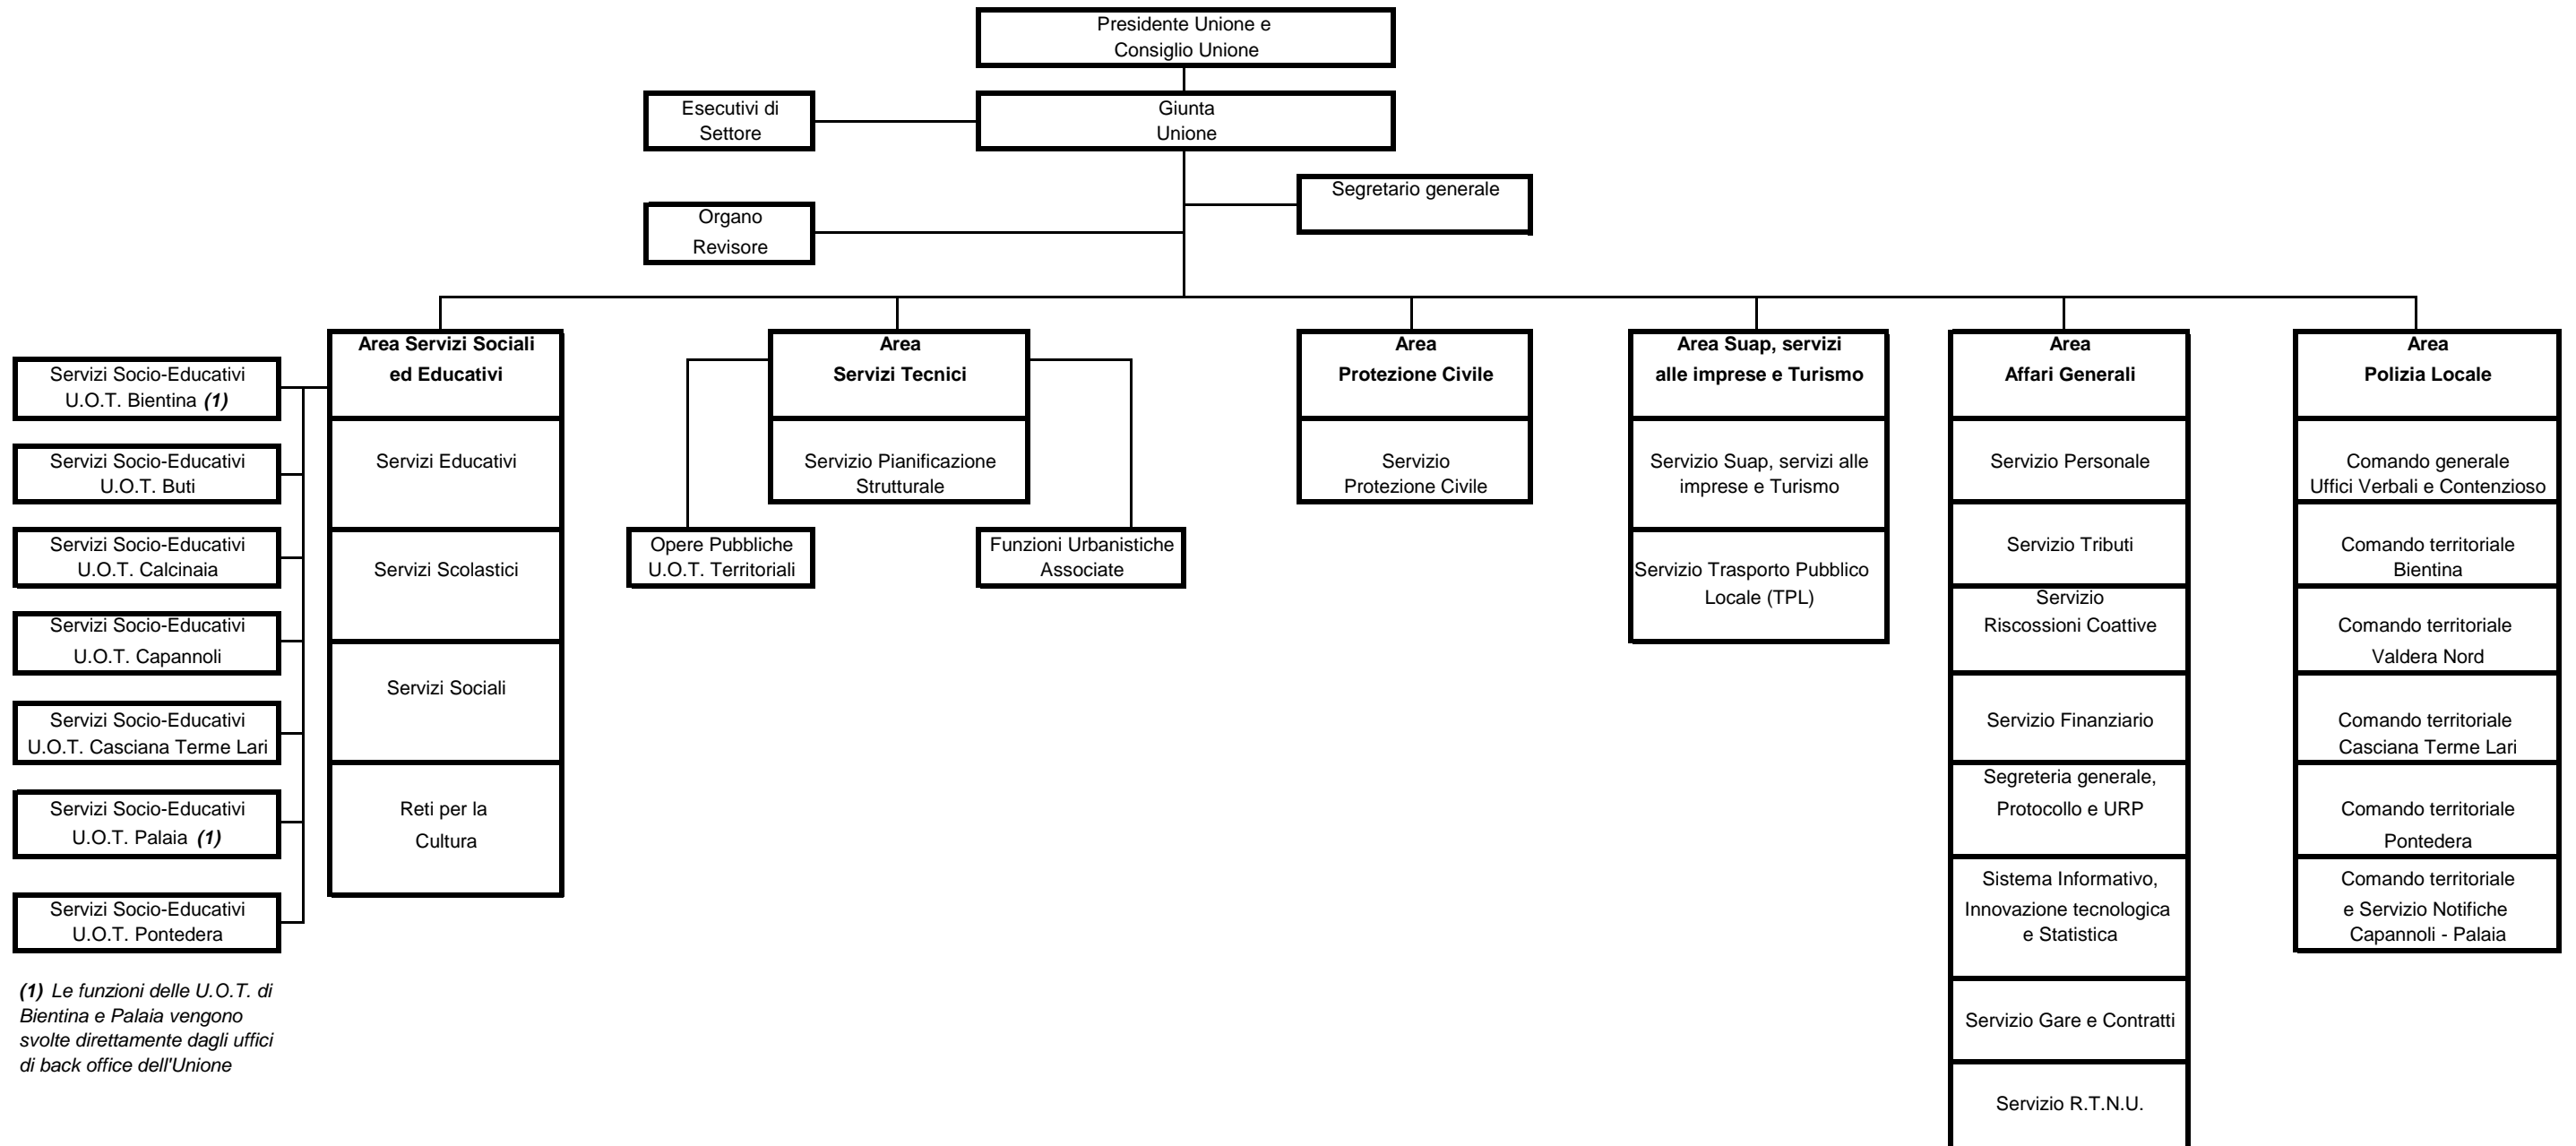 Presidente Unione e
Consiglio Unione
Esecutivi di
Settore
Giunta
Unione
Segretario generale
Organo
Revisore
Area Servizi Sociali
ed Educativi
Servizi Educativi
Servizi Scolastici
Servizi Sociali
Reti per la
Cultura
Servizi Socio-Educativi
U.O.T. Bientina (1)
Servizi Socio-Educativi
U.O.T. Buti
Servizi Socio-Educativi
U.O.T. Calcinaia
Servizi Socio-Educativi
U.O.T. Capannoli
Servizi Socio-Educativi
U.O.T. Casciana Terme Lari
Servizi Socio-Educativi
U.O.T. Palaia (1)
Servizi Socio-Educativi
U.O.T. Pontedera
(1) Le funzioni delle U.O.T. di
Bientina e Palaia vengono
svolte direttamente dagli uffici
di back office dell'Unione
Area
Servizi Tecnici
Servizio Pianificazione
Strutturale
Opere Pubbliche
U.O.T. Territoriali
Funzioni Urbanistiche
Associate
Area
Protezione Civile
Servizio
Protezione Civile
Area Suap, servizi
alle imprese e Turismo
Servizio Suap, servizi alle
imprese e Turismo
Servizio Trasporto Pubblico
Locale (TPL)
Area
Affari Generali
Servizio Personale
Servizio Tributi
Servizio
Riscossioni Coattive
Servizio Finanziario
Segreteria generale,
Protocollo e URP
Sistema Informativo,
Innovazione tecnologica
e Statistica
Servizio Gare e Contratti
Servizio R.T.N.U.
Area
Polizia Locale
Comando generale
Uffici Verbali e Contenzioso
Comando territoriale
Bientina
Comando territoriale
Valdera Nord
Comando territoriale
Casciana Terme Lari
Comando territoriale
Pontedera
Comando territoriale
e Servizio Notifiche
Capannoli - Palaia